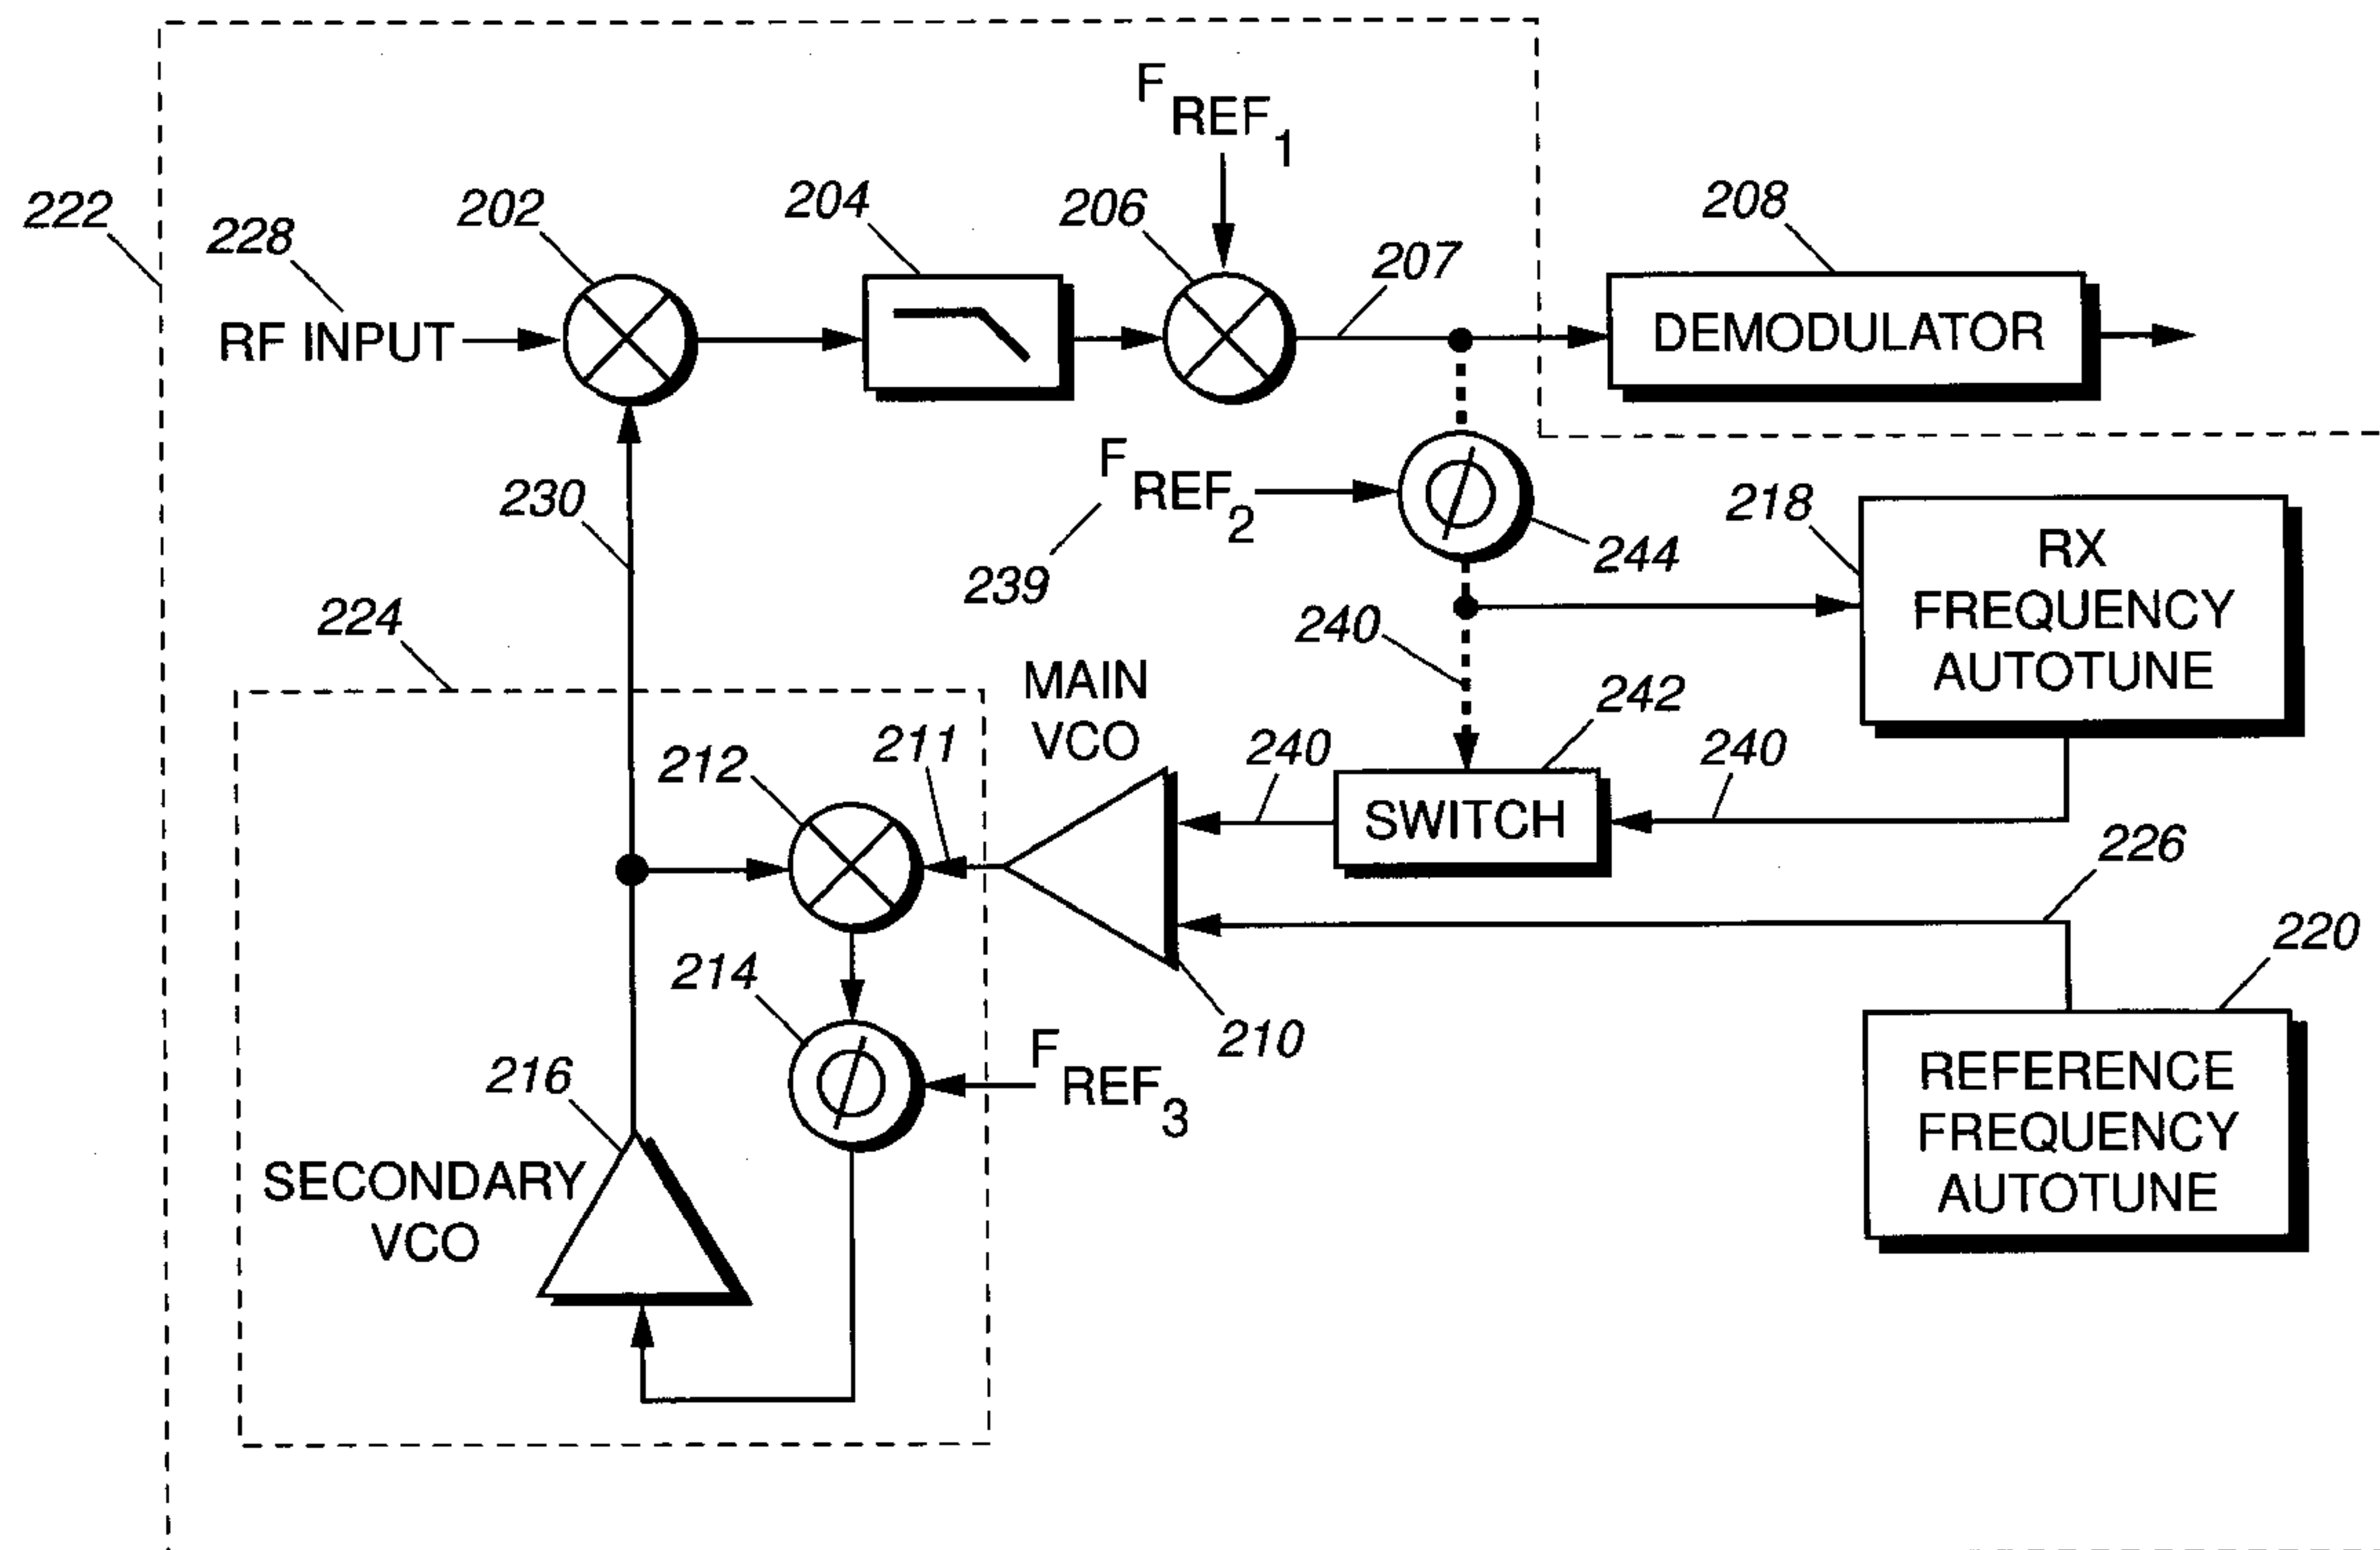 F
REF
1
222
228
202
204
206
207
208
RF INPUT
DEMODULATOR
230
F
REF
2
239
244
218
RX
FREQUENCY
AUTOTUNE
224
240
MAIN
VCO
242
212
211
240
SWITCH
240
226
214
210
220
F
REF
3
216
SECONDARY
VCO
REFERENCE
FREQUENCY
AUTOTUNE